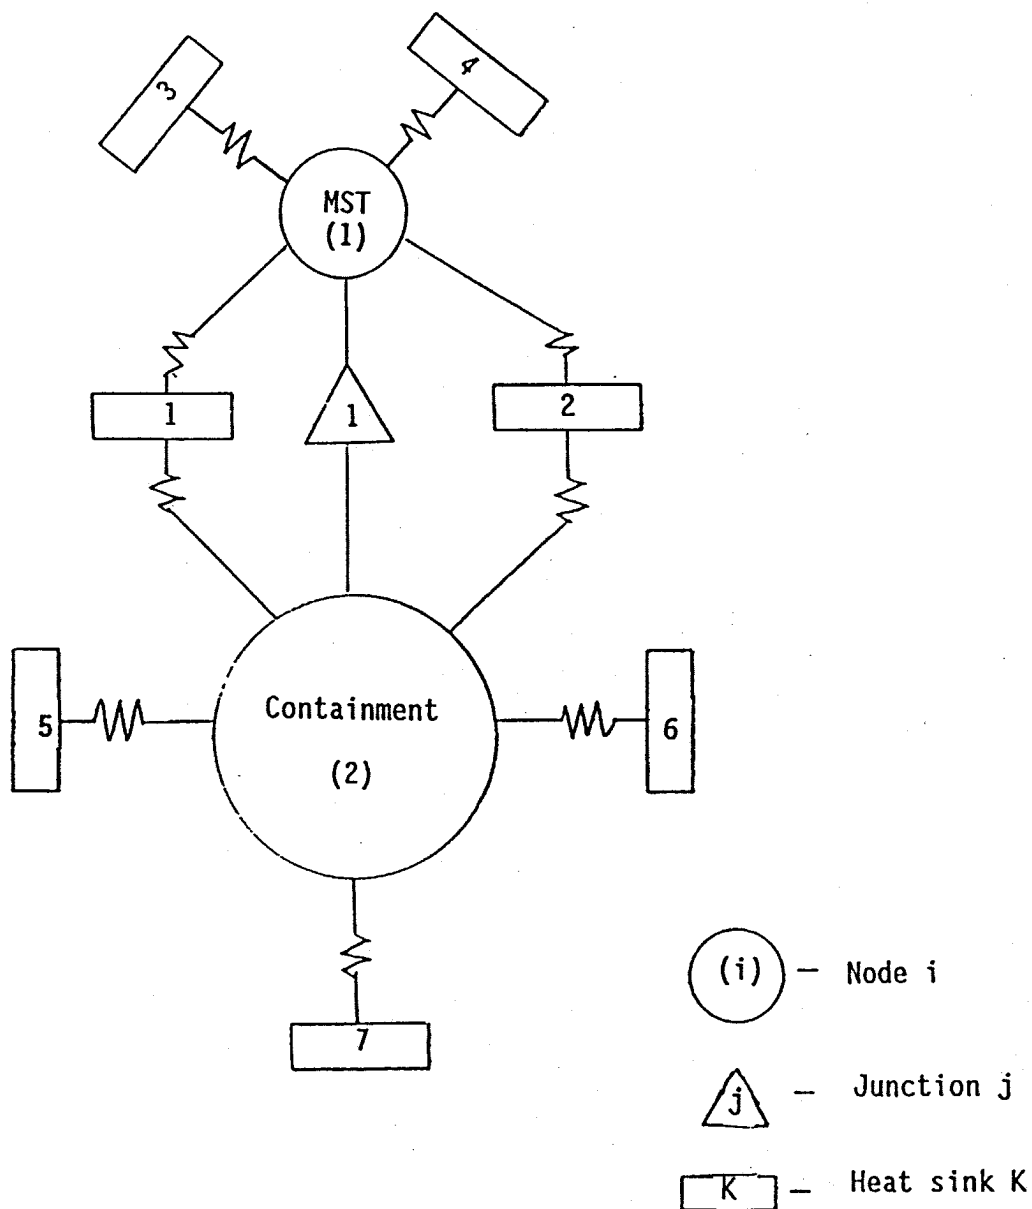 3
4
MST
(1)
1
1
2
Containment
(2)
5
6
7
(i) — Node i
j — Junction j
K — Heat sink K